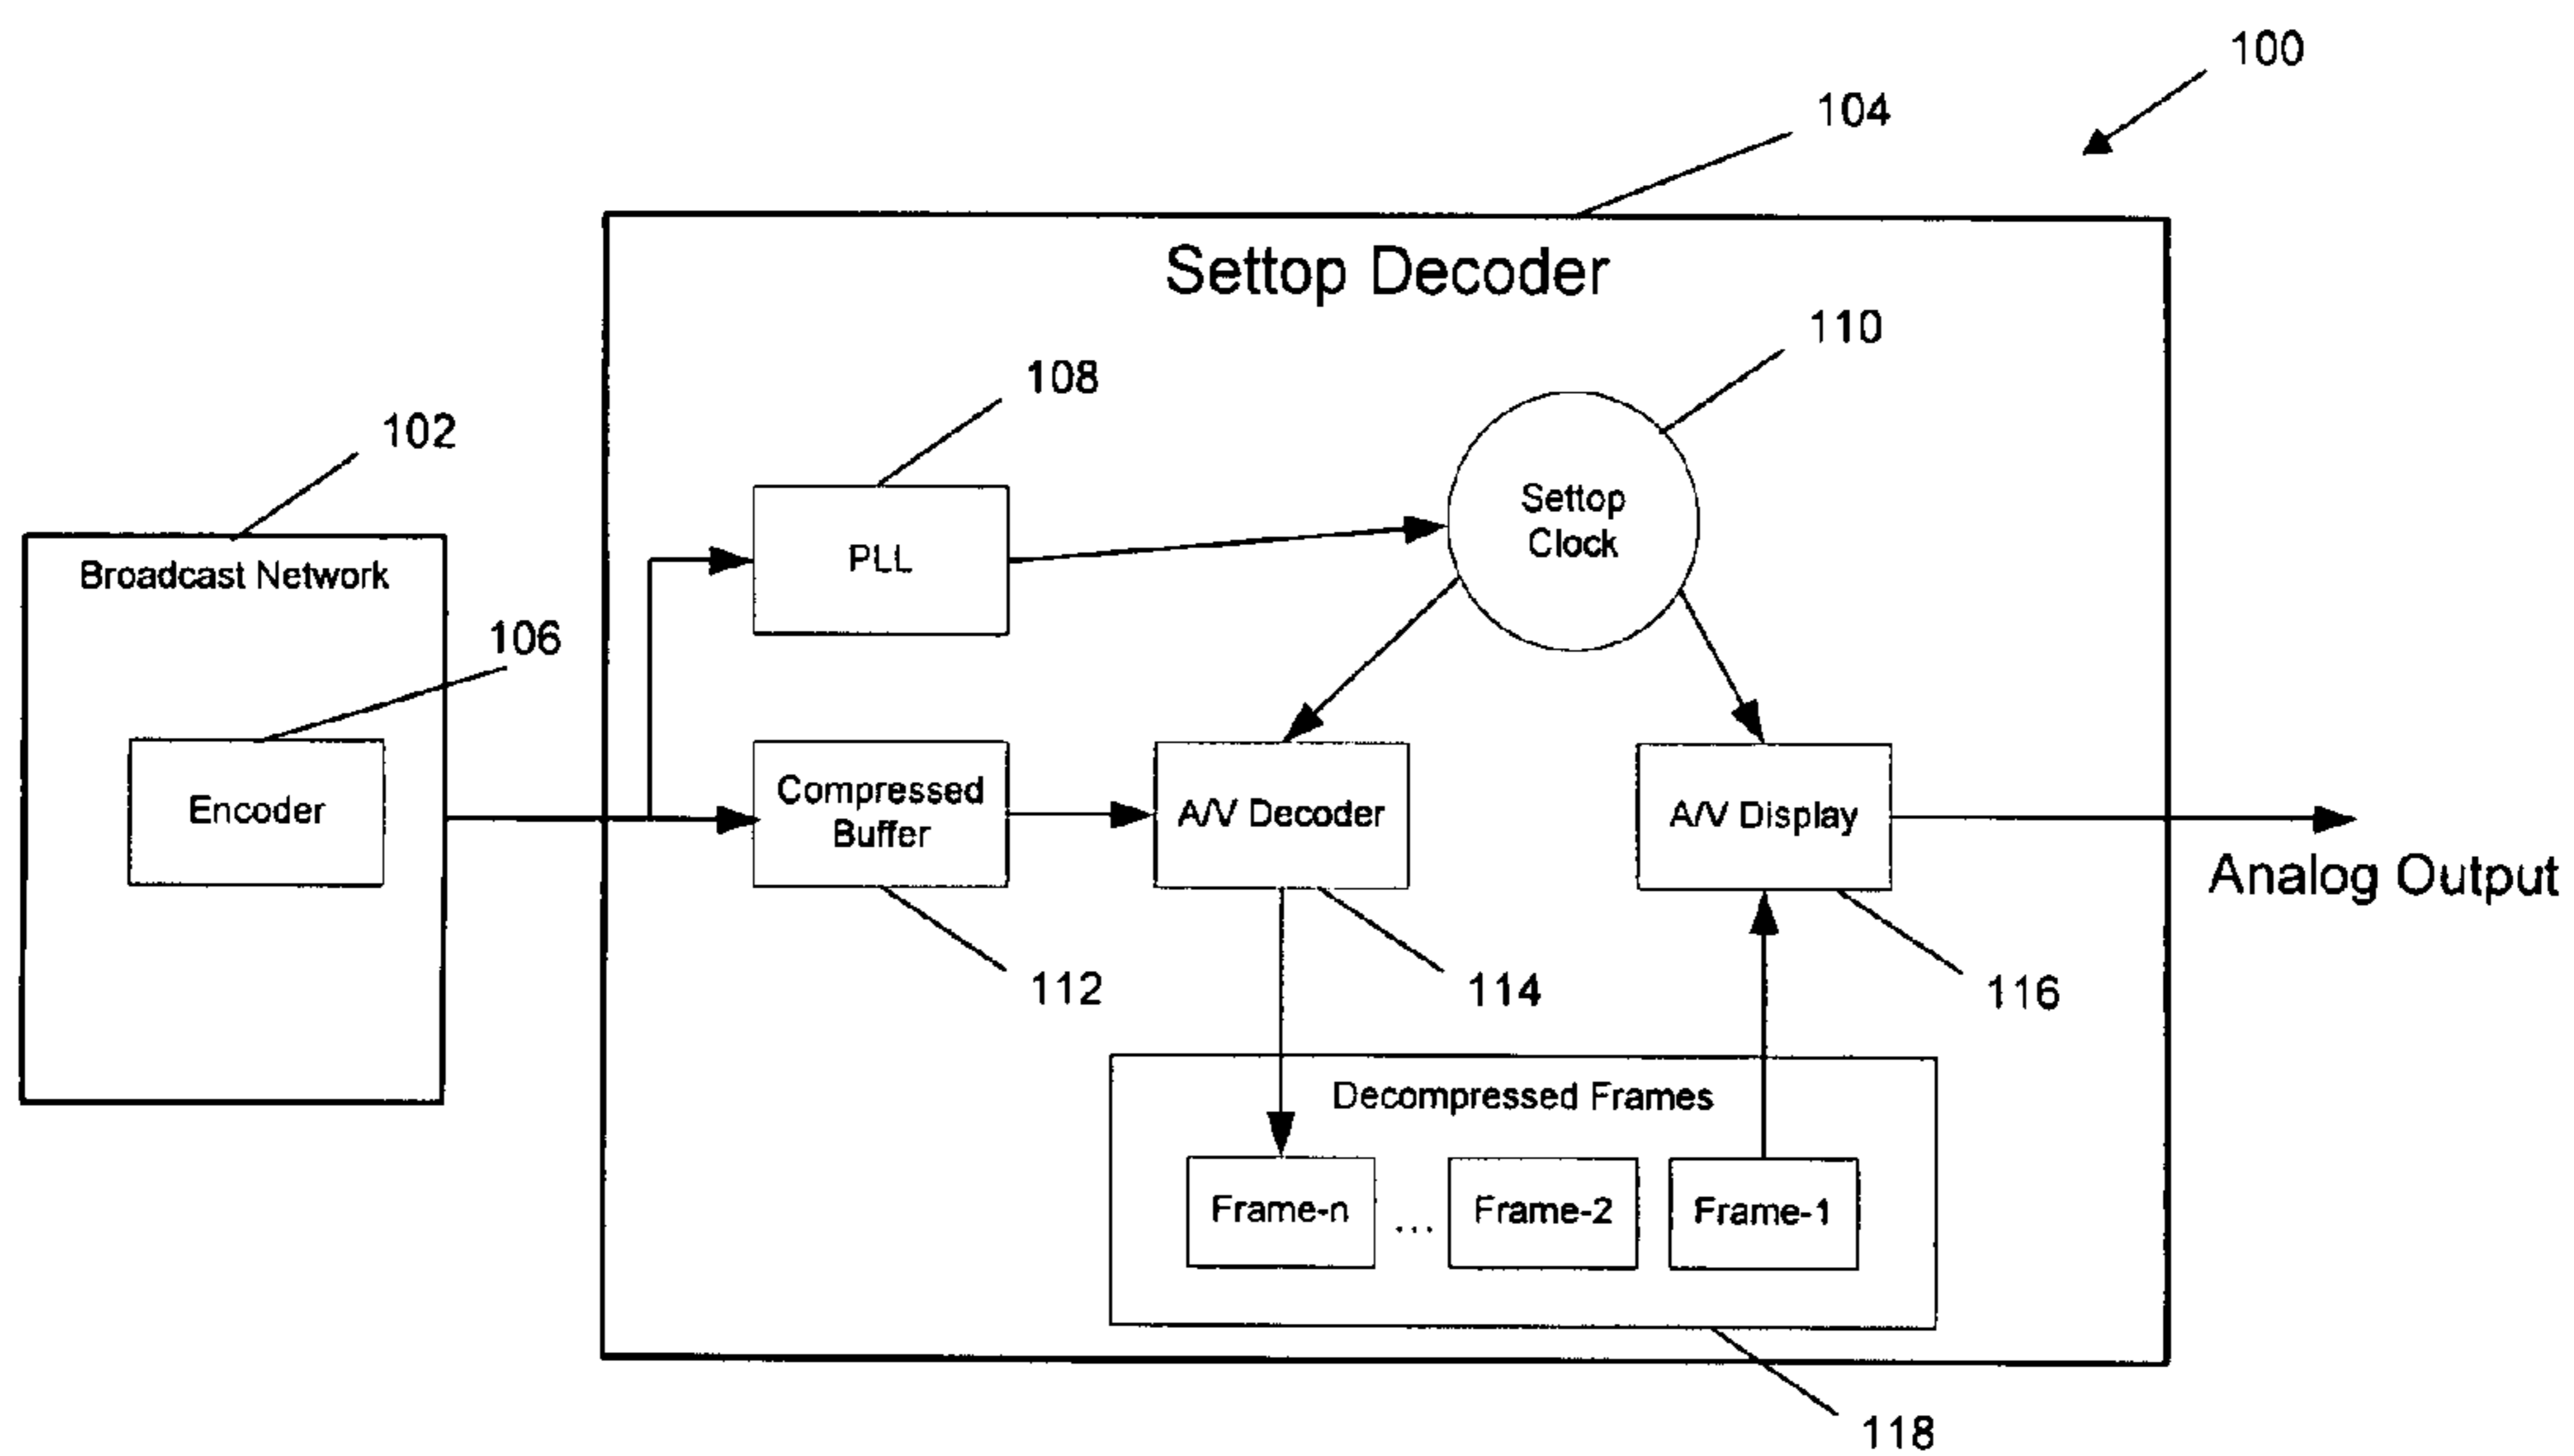 100
104
Settop Decoder
110
108
102
Settop
Clock
PLL
Broadcast Network
106
Encoder
Compressed
Buffer
A/V Decoder
A/V Display
Analog Output
112
114
116
Decompressed Frames
Frame-n
...
Frame-2
Frame-1
118